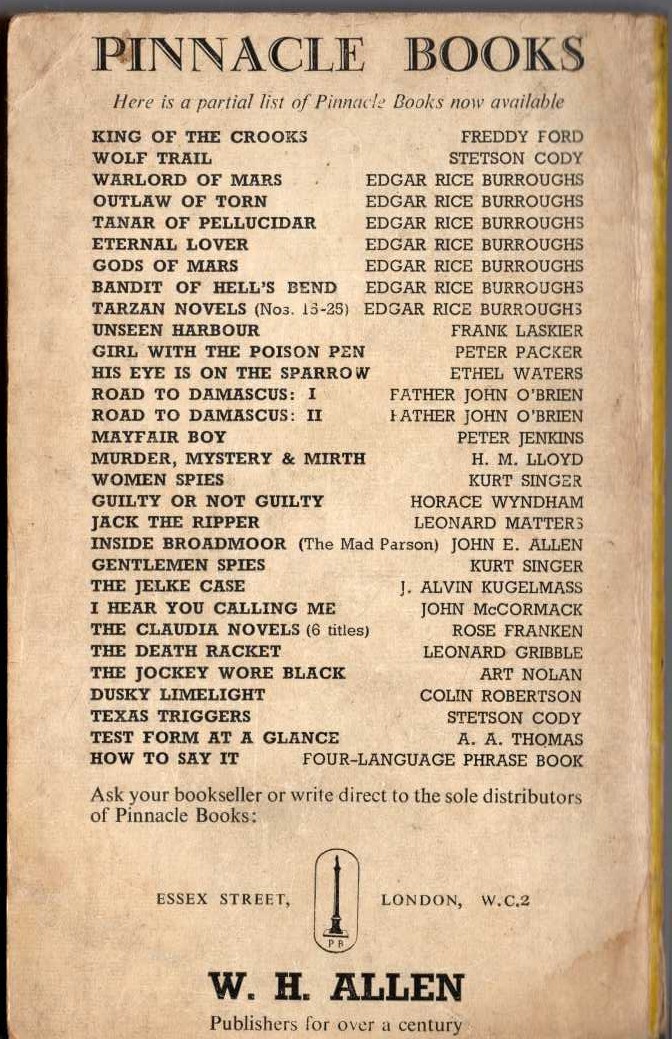 PINNACLE BOOKS
Here is a partial list of Pinnacle Books now available
KING OF THE CROOKS FREDDY FORD
WOLF TRAIL STETSON CODY
WARLORD OF MARS EDGAR RICE BURROUGHS
OUTLAW OF TORN EDGAR RICE BURROUGHS
TANAR OF PELLUCIDAR EDGAR RICE BURROUGHS
ETERNAL LOVER EDGAR RICE BURROUGHS
GODS OF MARS EDGAR RICE BURROUGHS
BANDIT OF HELL'S BEND EDGAR RICE BURROUGHS
TARZAN NOVELS (Nos. 13-25) EDGAR RICE BURROUGHS
UNSEEN HARBOUR FRANK LASKIER
GIRL WITH THE POISON PEN PETER PACKER
HIS EYE IS ON THE SPARROW ETHEL WATERS
ROAD TO DAMASCUS: I FATHER JOHN O'BRIEN
ROAD TO DAMASCUS: II FATHER JOHN O'BRIEN
MAYFAIR BOY PETER JENKINS
MURDER, MYSTERY & MIRTH H. M. LLOYD
WOMEN SPIES KURT SINGER
GUILTY OR NOT GUILTY HORACE WYNDHAM
JACK THE RIPPER LEONARD MATTERS
INSIDE BROADMOOR (The Mad Parson) JOHN E. ALLEN
GENTLEMEN SPIES KURT SINGER
THE JELKE CASE J. ALVIN KUGELMASS
I HEAR YOU CALLING ME JOHN McCORMACK
THE CLAUDIA NOVELS (6 titles) ROSE FRANKEN
THE DEATH RACKET LEONARD GRIBBLE
THE JOCKEY WORE BLACK ART NOLAN
DUSKY LIMELIGHT COLIN ROBERTSON
TEXAS TRIGGERS STETSON CODY
TEST FORM AT A GLANCE A. A. THOMAS
HOW TO SAY IT FOUR-LANGUAGE PHRASE BOOK
Ask your bookseller or write direct to the sole distributors
of Pinnacle Books:
ESSEX STREET, LONDON, W.C.2
P B
W. H. ALLEN
Publishers for over a century